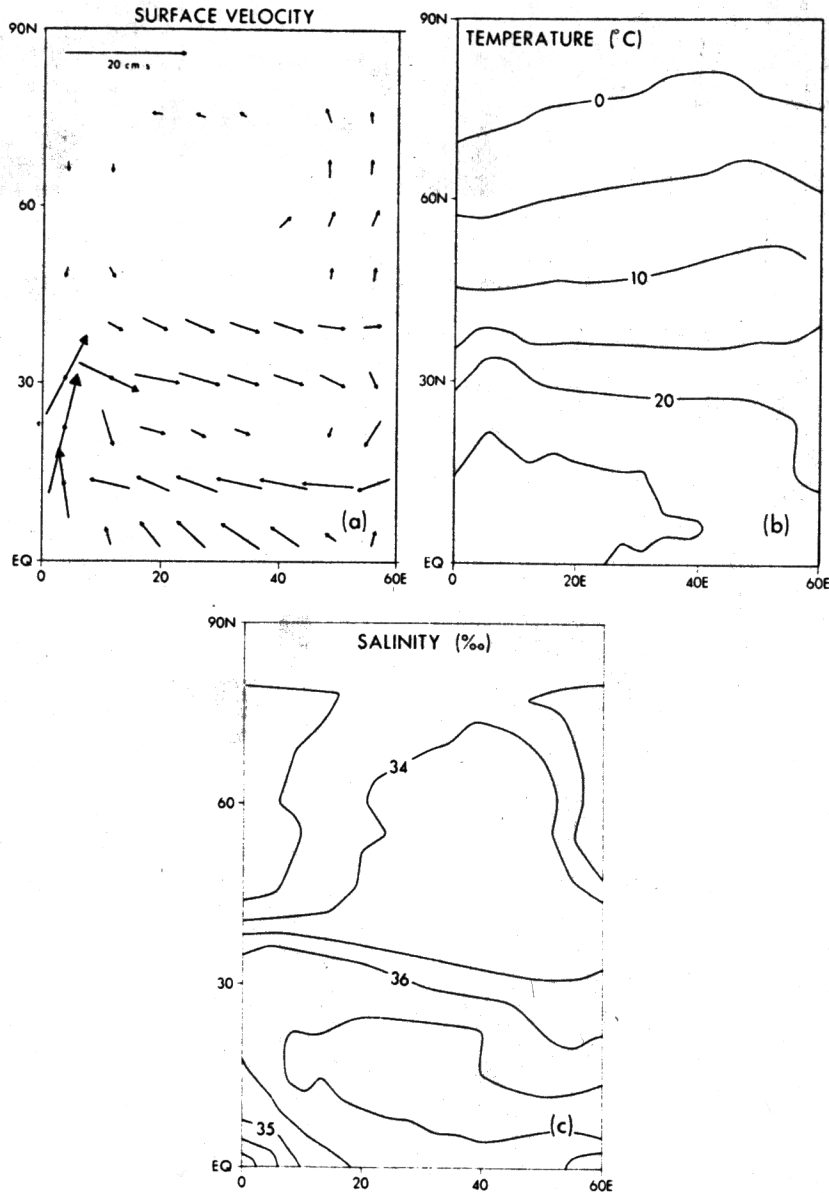 SURFACE VELOCITY
90N
20 cm s
60
30
EQ
0
20
40
60E
(a)
TEMPERATURE (°C)
90N
0
60N
10
30N
20
EQ
0
20E
40E
60E
(b)
SALINITY (‰)
90N
34
60
36
30
35
EQ
0
20
40
60E
(c)